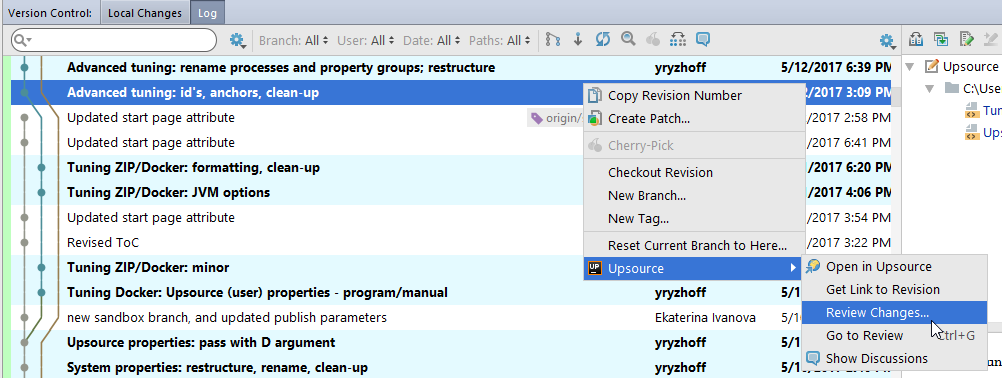 Version Control: Local Changes Log
Branch: All User: All Date: All Paths: All
Upsource
Advanced tuning: rename processes and property groups; restructure yryzhoff 5/12/2017 6:39 PM
Advanced tuning: id's, anchors, clean-up 3:09 PM
C:\Use
Updated start page attribute origin/ /2017 2:58 PM
Tun
Updated start page attribute /2017 6:41 PM
Ups
Tuning ZIP/Docker: formatting, clean-up /2017 6:20 PM
Tuning ZIP/Docker: JVM options /2017 4:06 PM
Updated start page attribute /2017 3:54 PM
Revised ToC /2017 3:22 PM
Tuning ZIP/Docker: minor
Tuning Docker: Upsource (user) properties - program/manual yryzhoff 5/1
new sandbox branch, and updated publish parameters Ekaterina Ivanova 5/1
Upsource properties: pass with D argument yryzhoff 5/1
System properties: restructure, rename, clean-up yryzhoff
Copy Revision Number
Create Patch...
Cherry-Pick
Checkout Revision
New Branch...
New Tag...
Reset Current Branch to Here...
UP Upsource
Open in Upsource
Get Link to Revision
Review Changes...
Go to Review Ctrl+G
Show Discussions